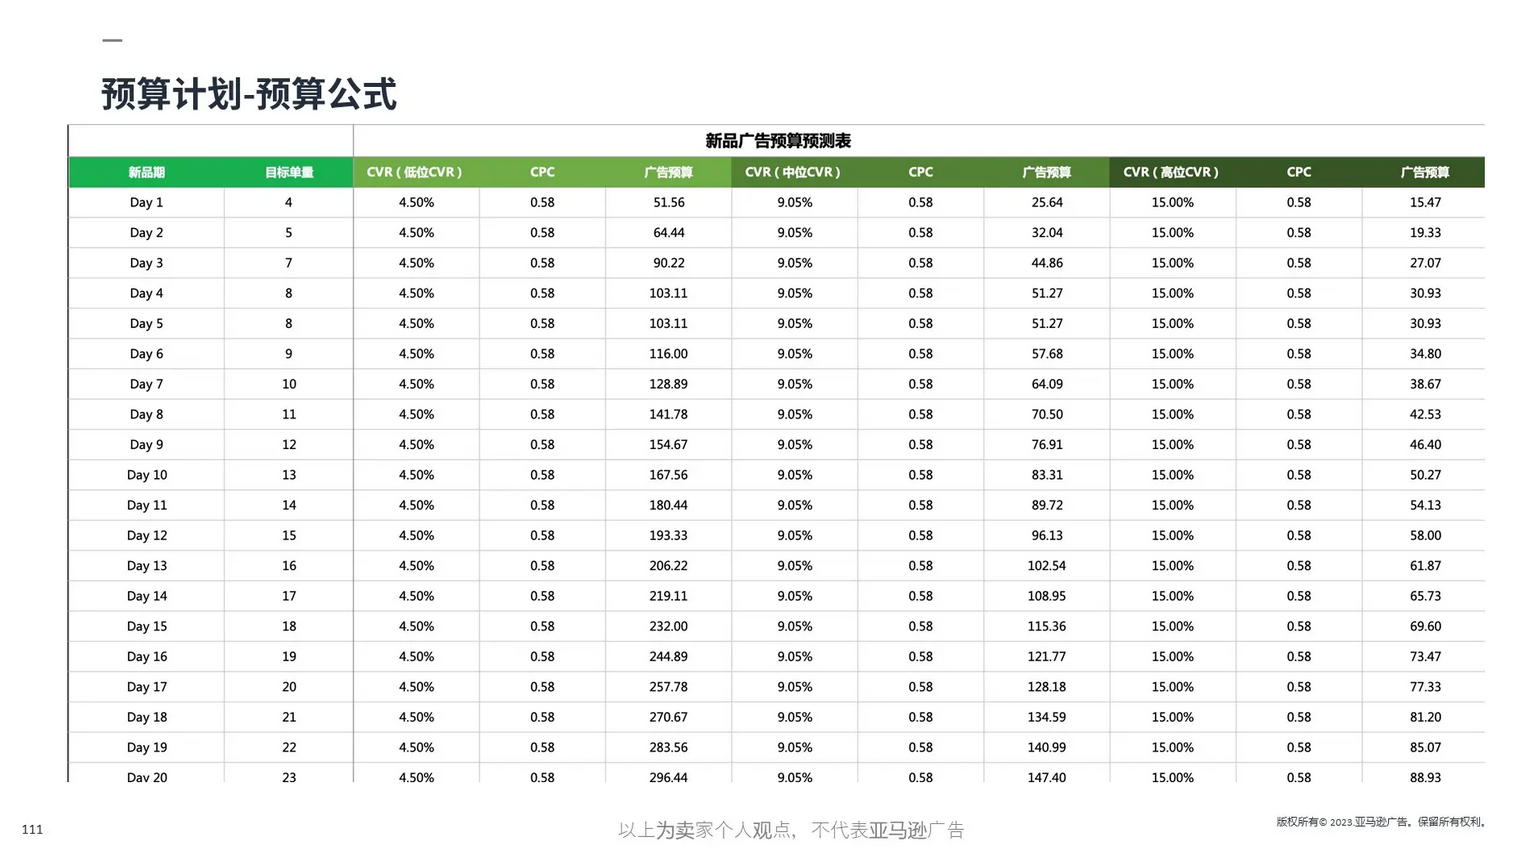 预算计划-预算公式
新品广告预算预测表
新品期 目标单量 CVR（低位CVR） CPC 广告预算 CVR（中位CVR） CPC 广告预算 CVR（高位CVR） CPC 广告预算
Day 1 4 4.50% 0.58 51.56 9.05% 0.58 25.64 15.00% 0.58 15.47
Day 2 5 4.50% 0.58 64.44 9.05% 0.58 32.04 15.00% 0.58 19.33
Day 3 7 4.50% 0.58 90.22 9.05% 0.58 44.86 15.00% 0.58 27.07
Day 4 8 4.50% 0.58 103.11 9.05% 0.58 51.27 15.00% 0.58 30.93
Day 5 8 4.50% 0.58 103.11 9.05% 0.58 51.27 15.00% 0.58 30.93
Day 6 9 4.50% 0.58 116.00 9.05% 0.58 57.68 15.00% 0.58 34.80
Day 7 10 4.50% 0.58 128.89 9.05% 0.58 64.09 15.00% 0.58 38.67
Day 8 11 4.50% 0.58 141.78 9.05% 0.58 70.50 15.00% 0.58 42.53
Day 9 12 4.50% 0.58 154.67 9.05% 0.58 76.91 15.00% 0.58 46.40
Day 10 13 4.50% 0.58 167.56 9.05% 0.58 83.31 15.00% 0.58 50.27
Day 11 14 4.50% 0.58 180.44 9.05% 0.58 89.72 15.00% 0.58 54.13
Day 12 15 4.50% 0.58 193.33 9.05% 0.58 96.13 15.00% 0.58 58.00
Day 13 16 4.50% 0.58 206.22 9.05% 0.58 102.54 15.00% 0.58 61.87
Day 14 17 4.50% 0.58 219.11 9.05% 0.58 108.95 15.00% 0.58 65.73
Day 15 18 4.50% 0.58 232.00 9.05% 0.58 115.36 15.00% 0.58 69.60
Day 16 19 4.50% 0.58 244.89 9.05% 0.58 121.77 15.00% 0.58 73.47
Day 17 20 4.50% 0.58 257.78 9.05% 0.58 128.18 15.00% 0.58 77.33
Day 18 21 4.50% 0.58 270.67 9.05% 0.58 134.59 15.00% 0.58 81.20
Day 19 22 4.50% 0.58 283.56 9.05% 0.58 140.99 15.00% 0.58 85.07
Day 20 23 4.50% 0.58 296.44 9.05% 0.58 147.40 15.00% 0.58 88.93
111
以上为卖家个人观点，不代表亚马逊广告
版权所有© 2023.亚马逊广告。保留所有权利。